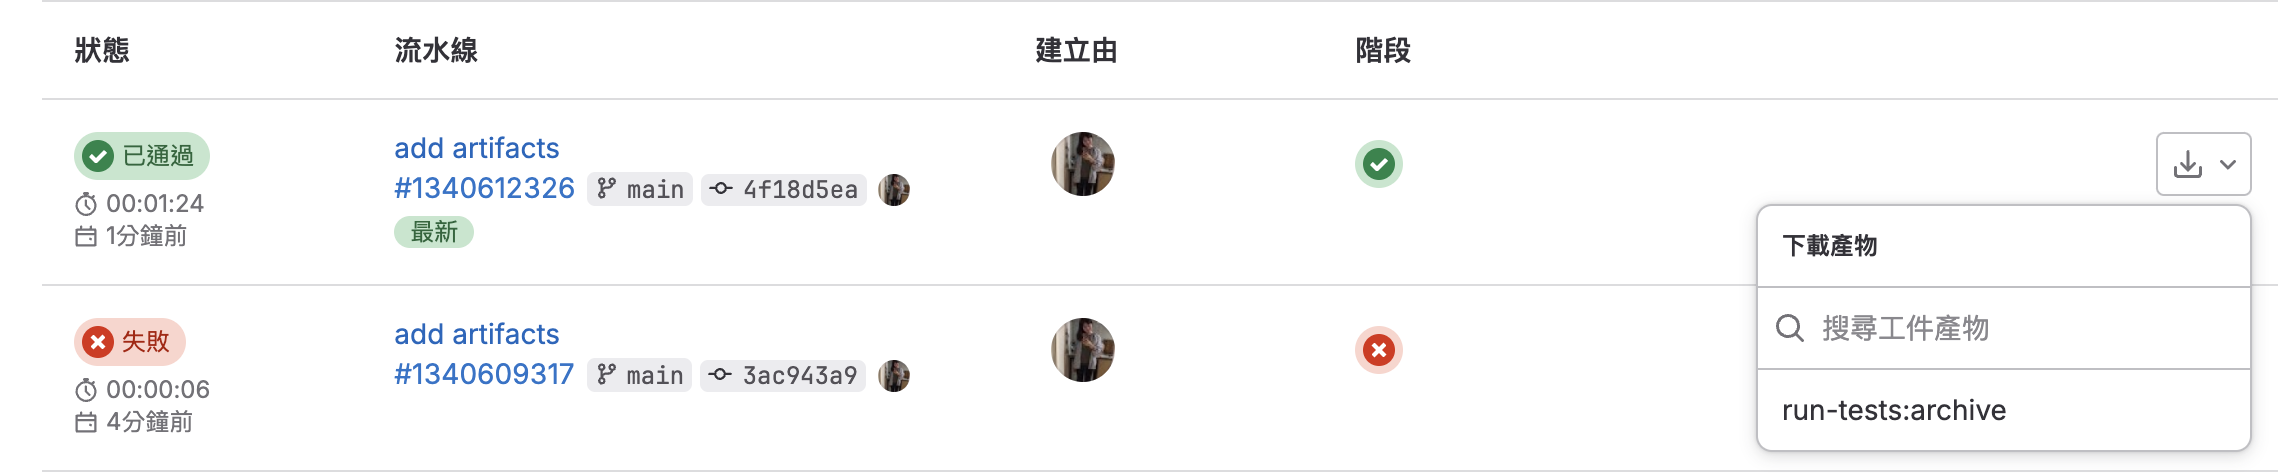 狀態 流水線 建立由 階段
已通過
00:01:24
1分鐘前
add artifacts
#1340612326 main 4f18d5ea
最新
失敗
00:00:06
4分鐘前
add artifacts
#1340609317 main 3ac943a9
下載產物
搜尋工件產物
run-tests:archive